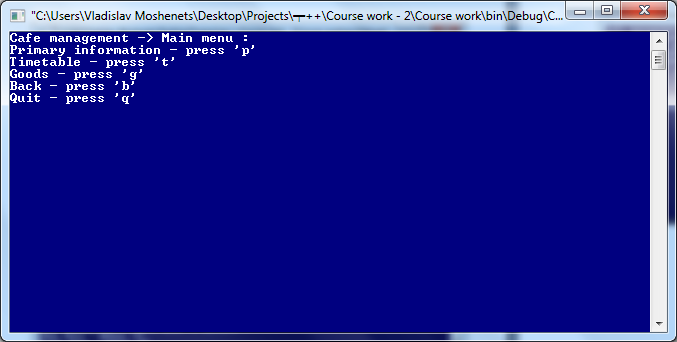 "C:\Users\Vladislav Moshenets\Desktop\Projects\┬++\Course work - 2\Course work\bin\Debug\C...
Cafe management -> Main menu :
Primary information - press 'p'
Timetable - press 't'
Goods - press 'g'
Back - press 'b'
Quit - press 'q'